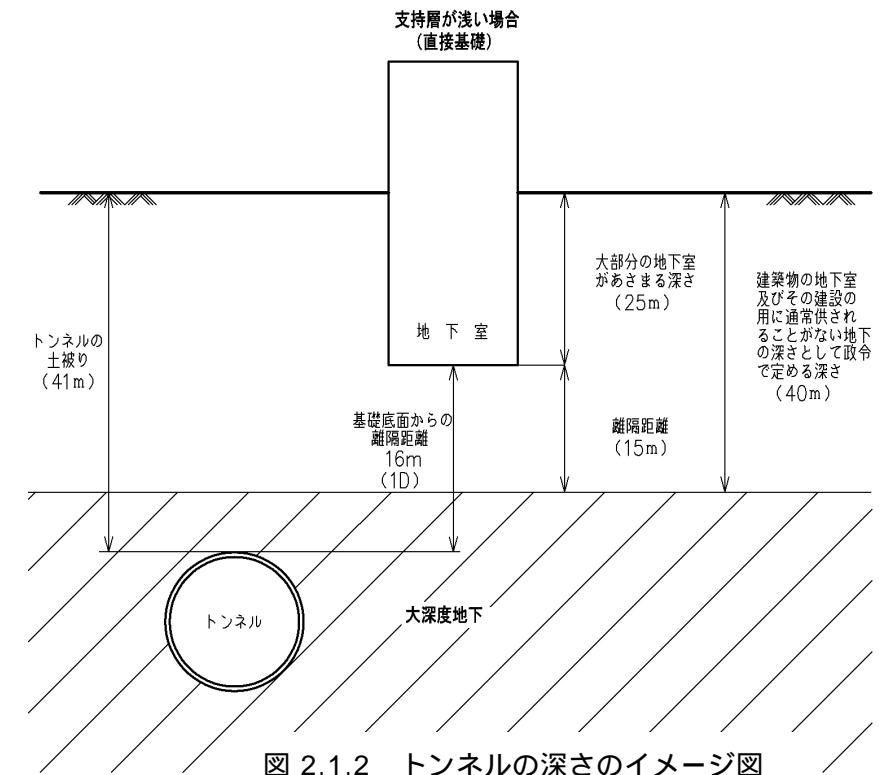 支持層が浅い場合
(直接基礎)
トンネルの
土被り
(41m)
地 下 室
基礎底面からの
離隔距離
16m
(1D)
大部分の地下室
があさまる深さ
(25m)
離隔距離
(15m)
建築物の地下室
及びその建設の
用に通常供され
ることがない地下
の深さとして政令
で定める深さ
(40m)
トンネル
大深度地下
図 2.1.2 トンネルの深さのイメージ図